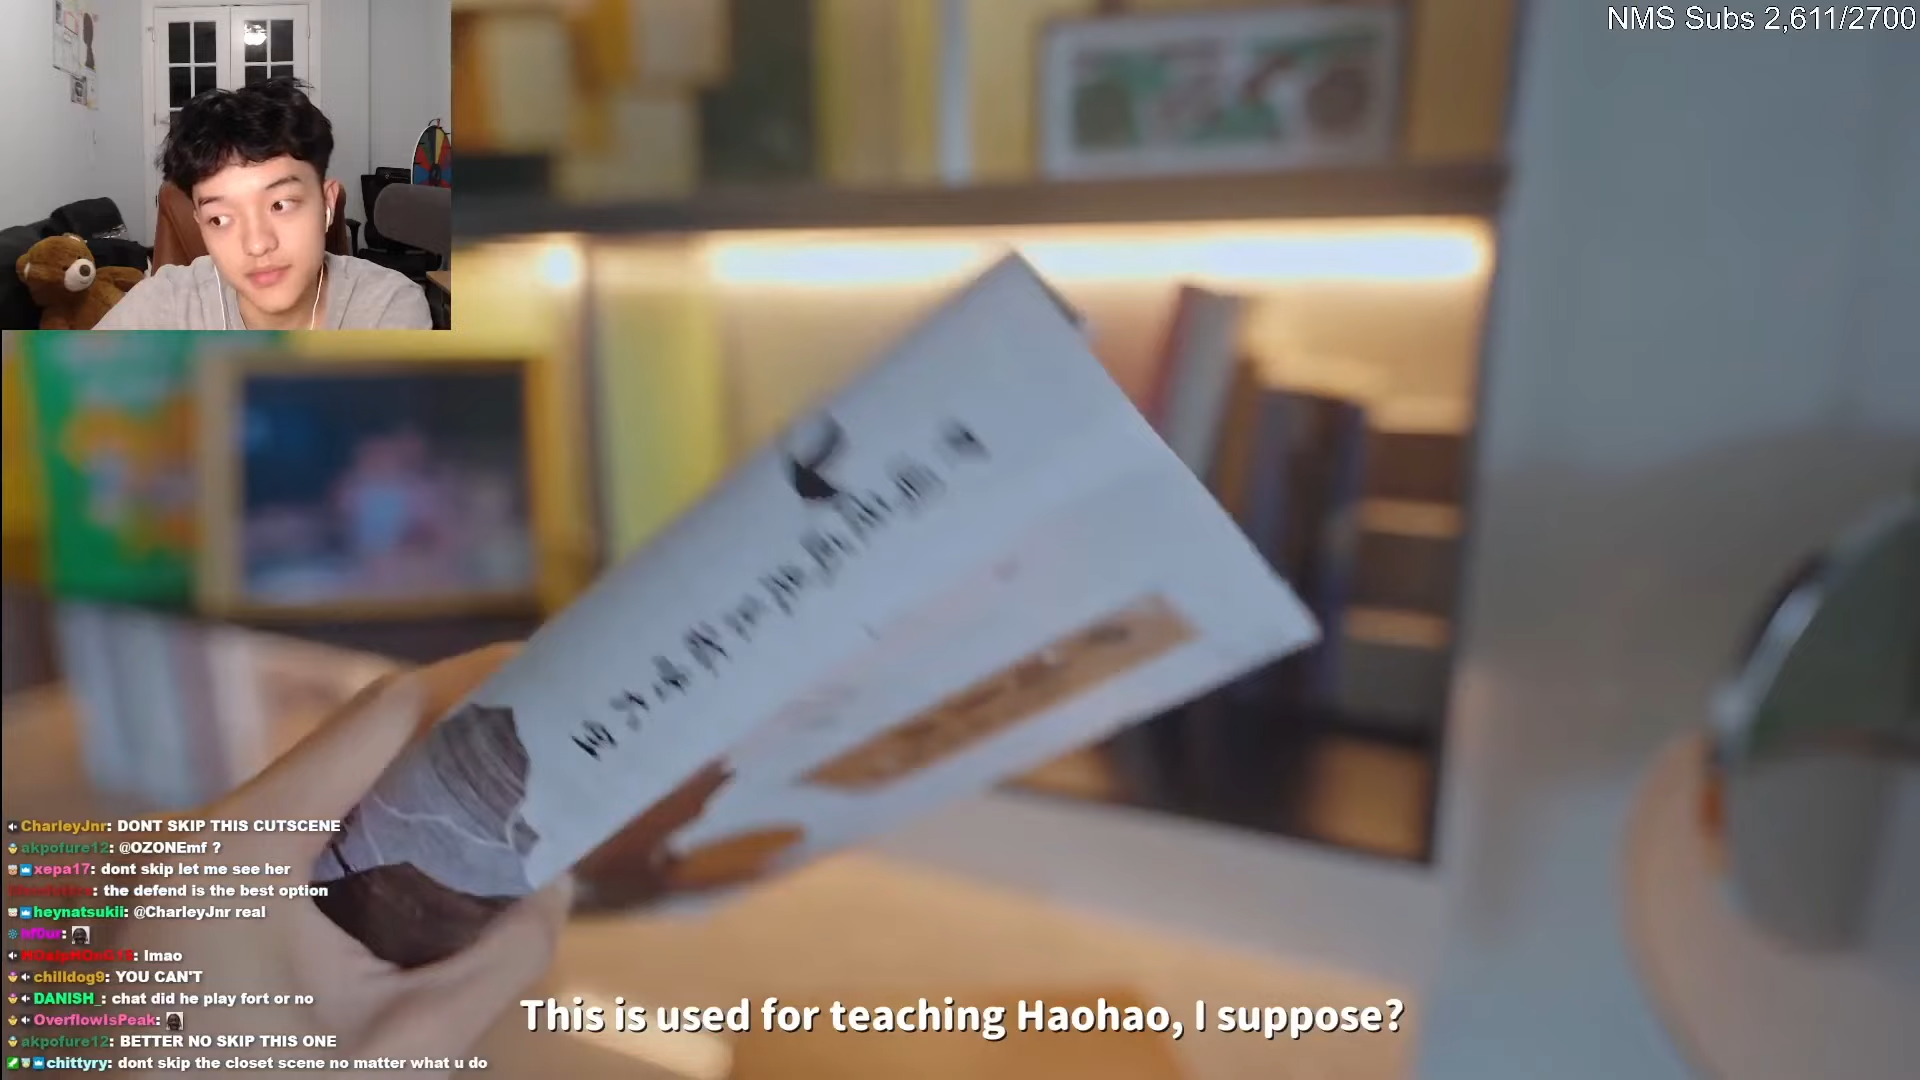 NMS Subs 2,611/2700
CharleyJnr: DONT SKIP THIS CUTSCENE
akpofure12: @OZONEmf ?
xepa17: dont skip let me see her
: the defend is the best option
heynatsukii: @CharleyJnr real
: lmao
chilldog9: YOU CAN'T
DANISH_: chat did he play fort or no
OverflowIsPeak:
akpofure12: BETTER NO SKIP THIS ONE
chittyry: dont skip the closet scene no matter what u do
This is used for teaching Haohao, I suppose?